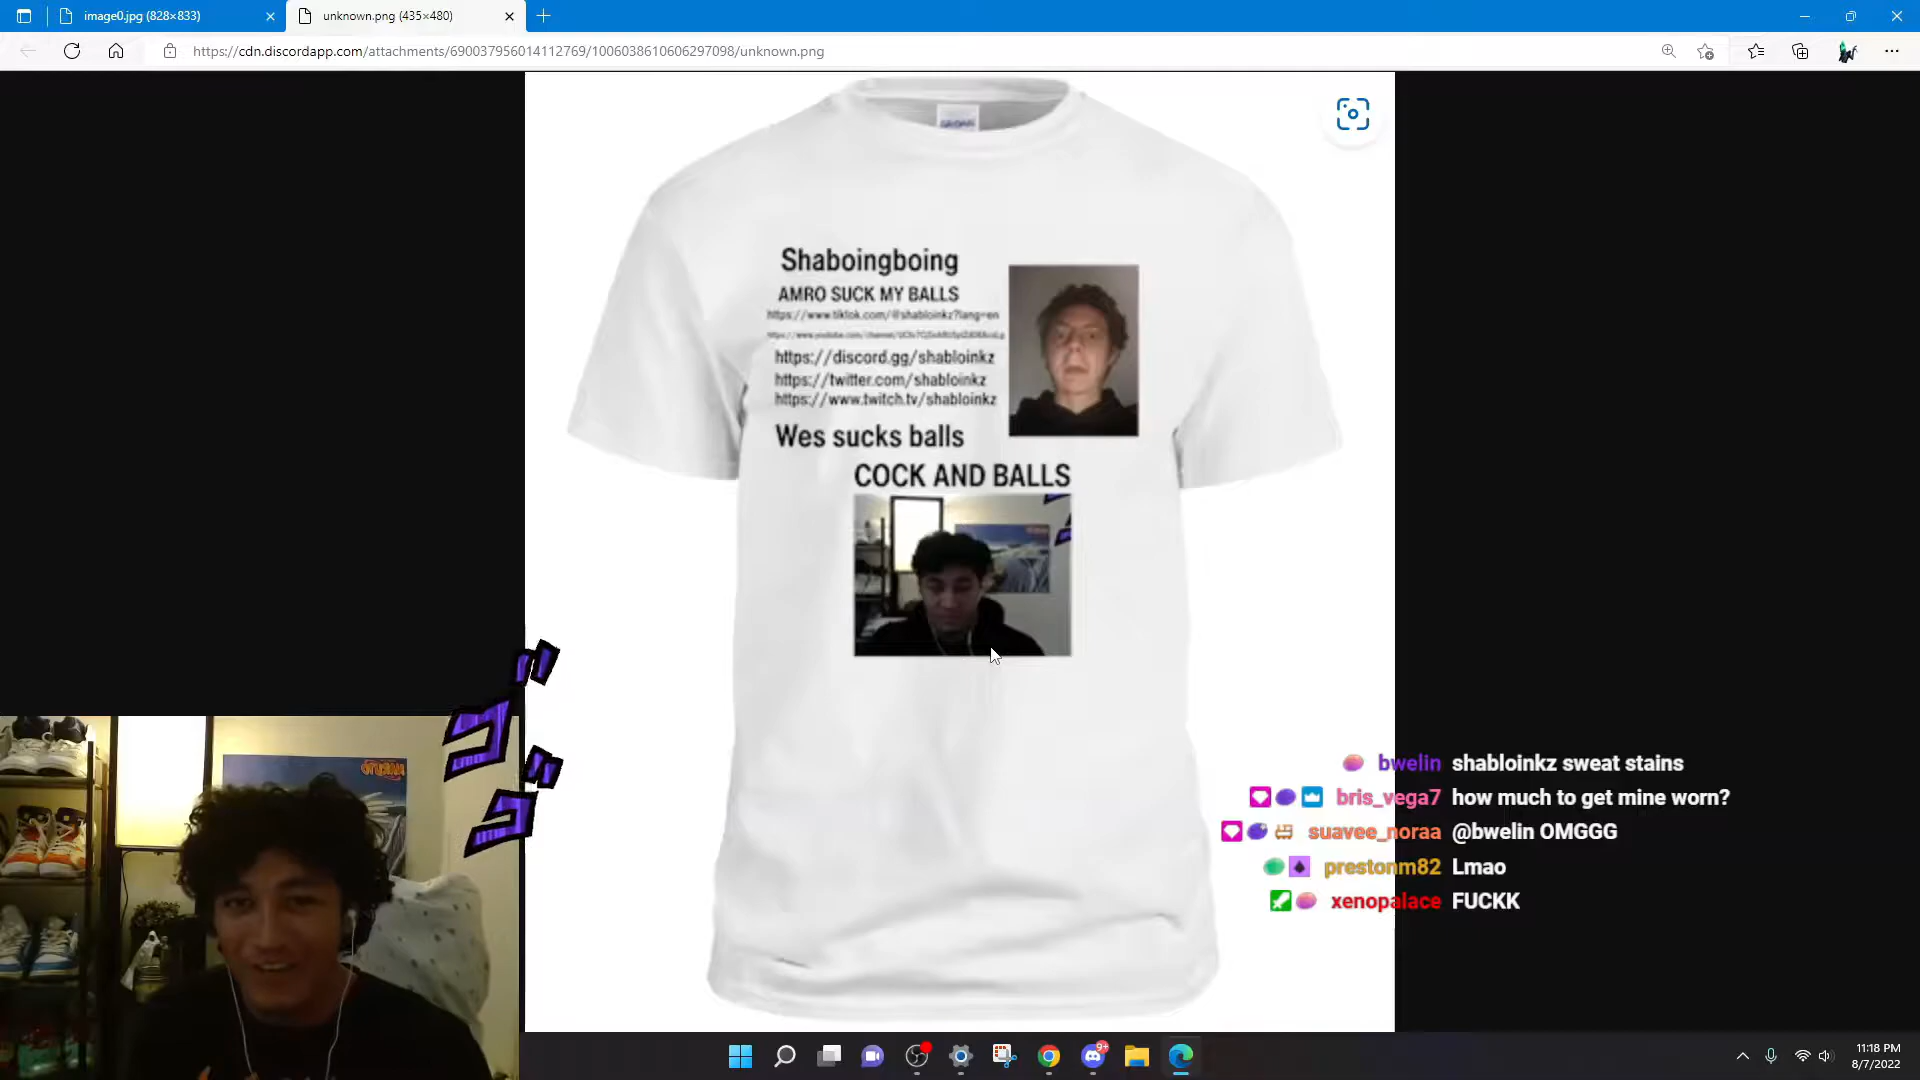 image0.jpg (828×833)
unknown.png (435×480)
https://cdn.discordapp.com/attachments/690037956014112769/1006038610606297098/unknown.png
Shaboingboing
AMRO SUCK MY BALLS
https://www.tiktok.com/@shabloinkz?lang=en
https://discord.gg/shabloinkz
https://twitter.com/shabloinkz
https://www.twitch.tv/shabloinkz
Wes sucks balls
COCK AND BALLS
bwelin shabloinkz sweat stains
bris_vega7 how much to get mine worn?
suavee_noraa @bwelin OMGGG
prestonm82 Lmao
xenopalace FUCKK
9+
11:18 PM
8/7/2022